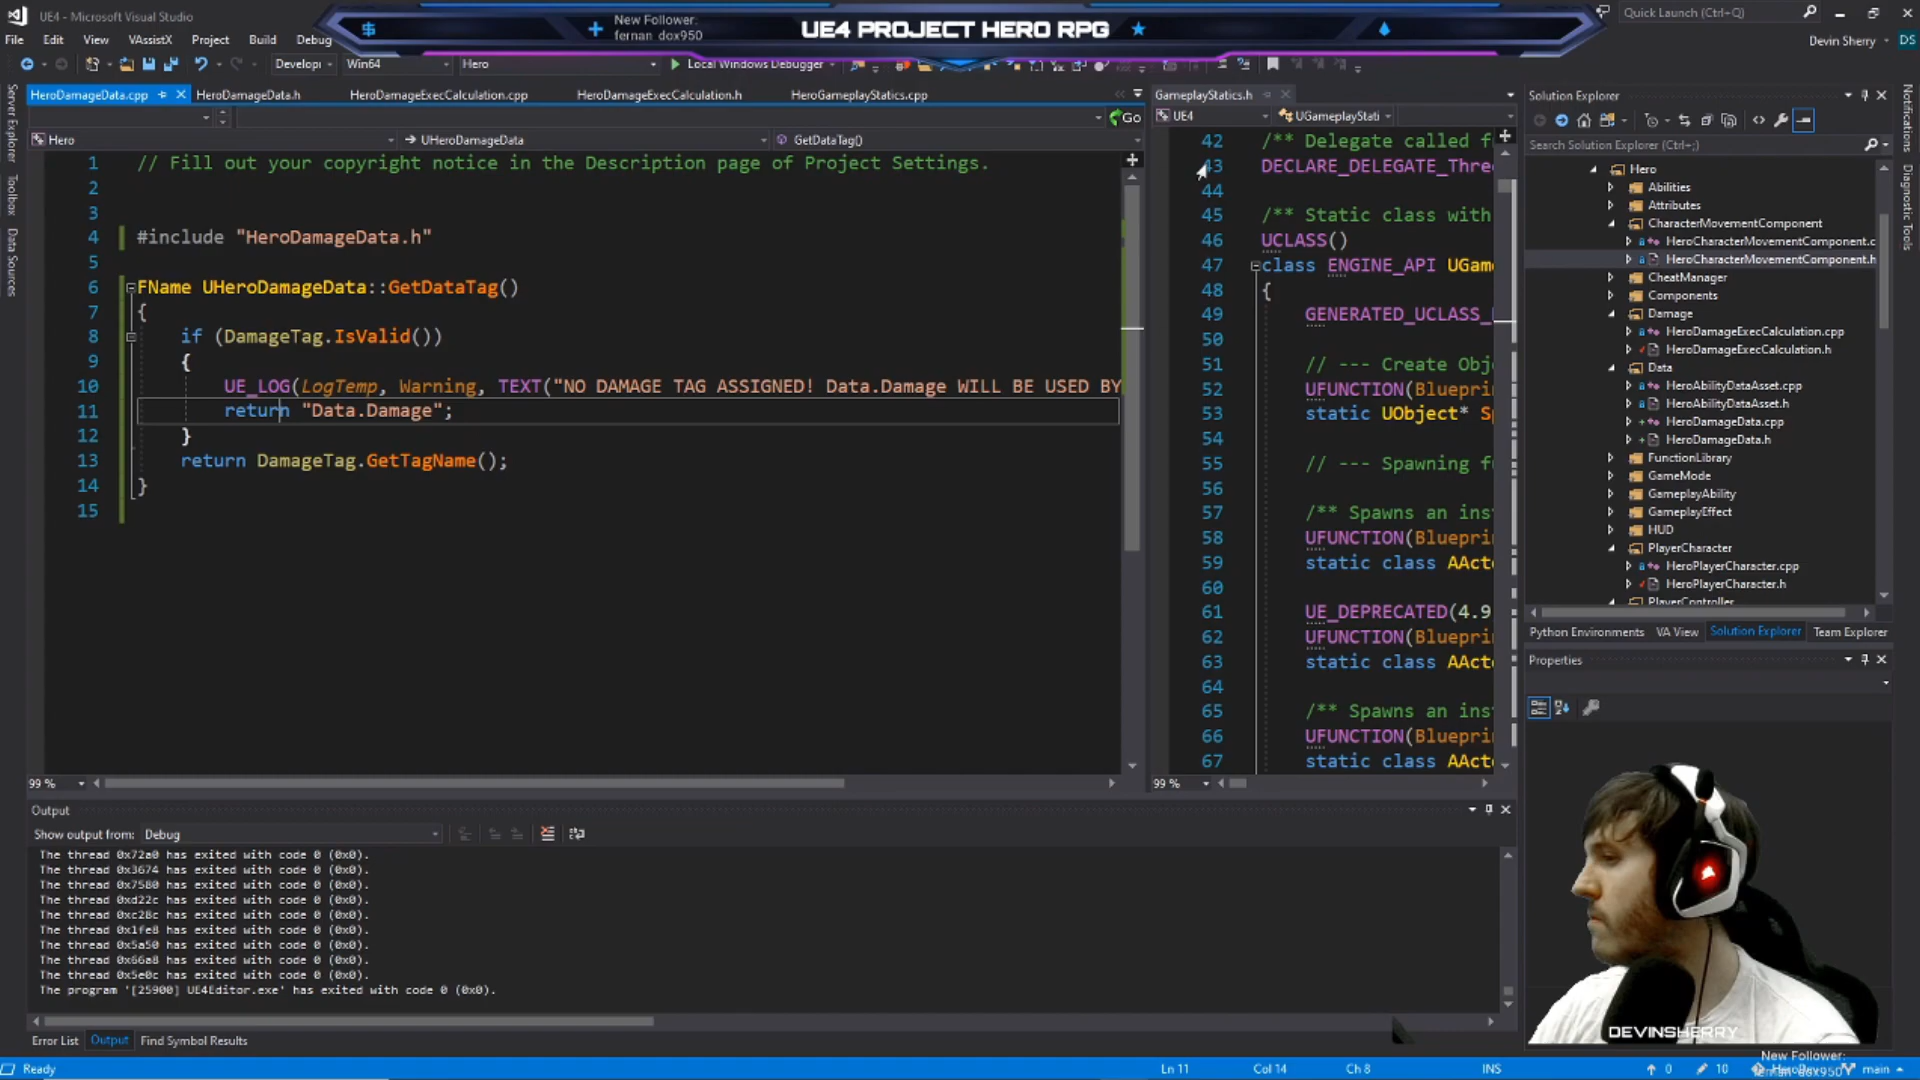 UE4 - Microsoft Visual Studio
New Follower:
fernan_dox950
UE4 PROJECT HERO RPG
Quick Launch (Ctrl+Q)
File Edit View VAssistX Project Build Debug
Devin Sherry DS
Develop Win64 Hero Local Windows Debugger
HeroDamageData.cpp HeroDamageData.h HeroDamageExecCalculation.cpp HeroDamageExecCalculation.h HeroGameplayStatics.cpp
Go
Hero UHeroDamageData GetDataTag()
1 // Fill out your copyright notice in the Description page of Project Settings.
2
3
4 #include "HeroDamageData.h"
5
6 FName UHeroDamageData::GetDataTag()
7 {
8 if (DamageTag.IsValid())
9 {
10 UE_LOG(LogTemp, Warning, TEXT("NO DAMAGE TAG ASSIGNED! Data.Damage WILL BE USED BY
11 return "Data.Damage";
12 }
13 return DamageTag.GetTagName();
14 }
15
99 %
GameplayStatics.h
UE4 UGameplayStati
42 /** Delegate called f
43 DECLARE_DELEGATE_Three
44
45 /** Static class with
46 UCLASS()
47 class ENGINE_API UGame
48 {
49 GENERATED_UCLASS_
50
51 // --- Create Obj
52 UFUNCTION(Blueprin
53 static UObject* Sp
54
55 // --- Spawning f
56
57 /** Spawns an ins
58 UFUNCTION(Bluepri
59 static class AActo
60
61 UE_DEPRECATED(4.9
62 UFUNCTION(Bluepri
63 static class AActo
64
65 /** Spawns an ins
66 UFUNCTION(Bluepri
67 static class AActo
99 %
Solution Explorer
Search Solution Explorer (Ctrl+;)
Hero
Abilities
Attributes
CharacterMovementComponent
HeroCharacterMovementComponent.c
HeroCharacterMovementComponent.h
CheatManager
Components
Damage
HeroDamageExecCalculation.cpp
HeroDamageExecCalculation.h
Data
HeroAbilityDataAsset.cpp
HeroAbilityDataAsset.h
HeroDamageData.cpp
HeroDamageData.h
FunctionLibrary
GameMode
GameplayAbility
GameplayEffect
HUD
PlayerCharacter
HeroPlayerCharacter.cpp
HeroPlayerCharacter.h
PlayerController
Python Environments VA View Solution Explorer Team Explorer
Properties
Server Explorer Toolbox Data Sources
Notifications Diagnostic Tools
Output
Show output from: Debug
The thread 0x72a0 has exited with code 0 (0x0).
The thread 0x3674 has exited with code 0 (0x0).
The thread 0x7580 has exited with code 0 (0x0).
The thread 0xd22c has exited with code 0 (0x0).
The thread 0xc28c has exited with code 0 (0x0).
The thread 0x1fe8 has exited with code 0 (0x0).
The thread 0x5a50 has exited with code 0 (0x0).
The thread 0x66a8 has exited with code 0 (0x0).
The thread 0x5e0c has exited with code 0 (0x0).
The program '[25900] UE4Editor.exe' has exited with code 0 (0x0).
Error List Output Find Symbol Results
DEVINSHERRY
New Follower:
Ready Ln 11 Col 14 Ch 8 INS 0 10 main